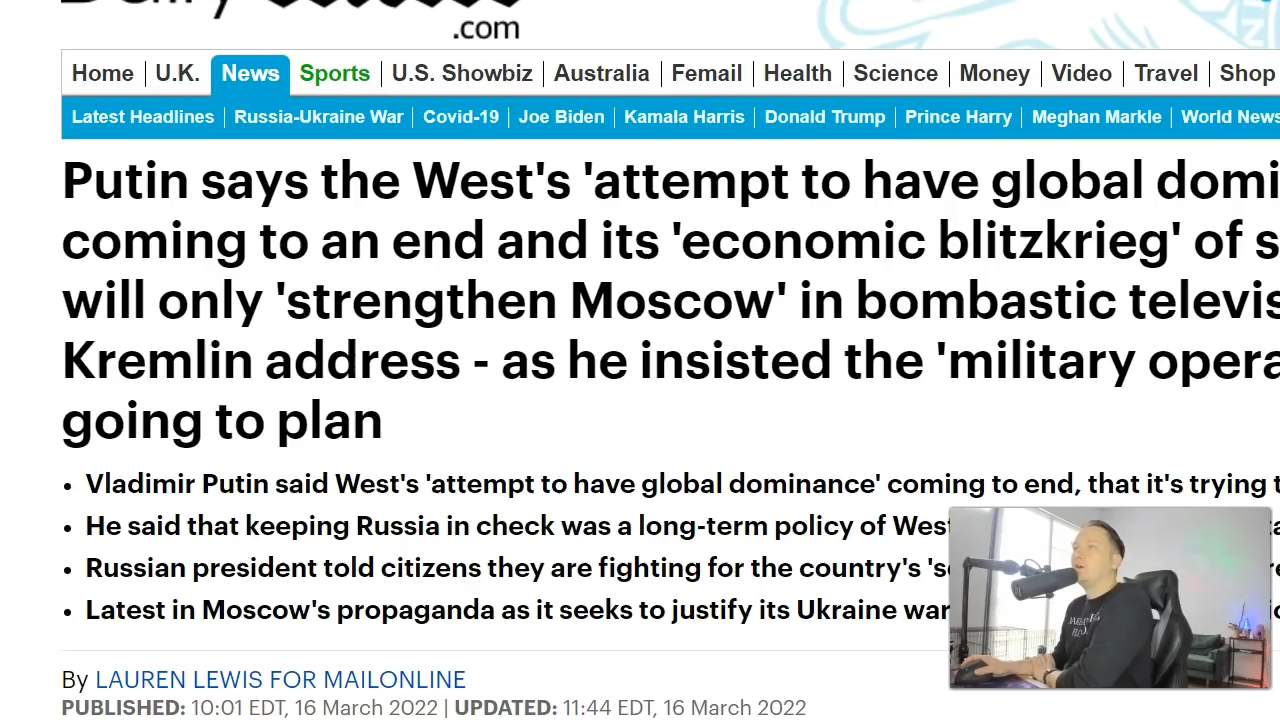 .com
Home U.K. News Sports U.S. Showbiz Australia Femail Health Science Money Video Travel Shop
Latest Headlines Russia-Ukraine War Covid-19 Joe Biden Kamala Harris Donald Trump Prince Harry Meghan Markle World News
Putin says the West's 'attempt to have global domi
coming to an end and its 'economic blitzkrieg' of s
will only 'strengthen Moscow' in bombastic televis
Kremlin address - as he insisted the 'military opera
going to plan
• Vladimir Putin said West's 'attempt to have global dominance' coming to end, that it's trying t
• He said that keeping Russia in check was a long-term policy of West
• Russian president told citizens they are fighting for the country's 's
• Latest in Moscow's propaganda as it seeks to justify its Ukraine war
By LAUREN LEWIS FOR MAILONLINE
PUBLISHED: 10:01 EDT, 16 March 2022 | UPDATED: 11:44 EDT, 16 March 2022